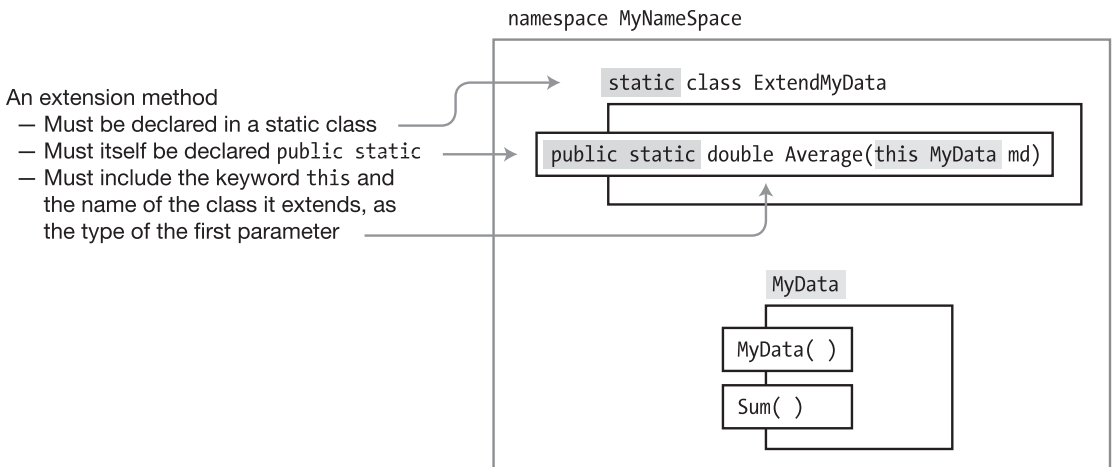 namespace MyNameSpace
An extension method
— Must be declared in a static class
— Must itself be declared public static
— Must include the keyword this and
the name of the class it extends, as
the type of the first parameter
static class ExtendMyData
public static double Average(this MyData md)
MyData
MyData( )
Sum( )